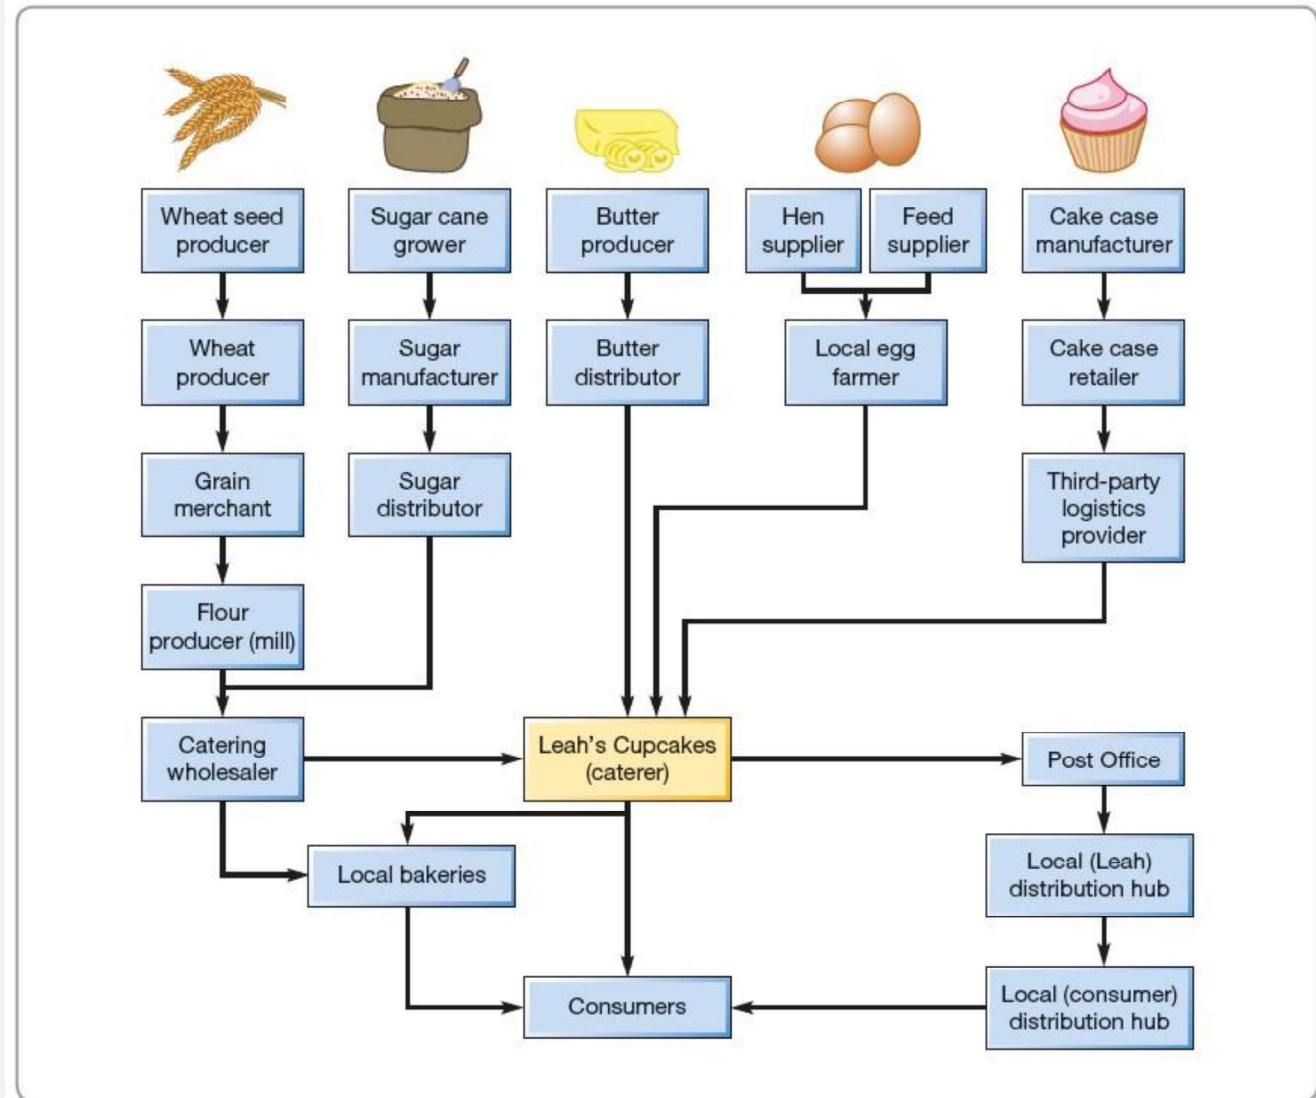 Wheat seed
producer
Sugar cane
grower
Butter
producer
Hen
supplier
Feed
supplier
Cake case
manufacturer
Wheat
producer
Sugar
manufacturer
Butter
distributor
Local egg
farmer
Cake case
retailer
Grain
merchant
Sugar
distributor
Third-party
logistics
provider
Flour
producer (mill)
Catering
wholesaler
Leah's Cupcakes
(caterer)
Post Office
Local bakeries
Local (Leah)
distribution hub
Consumers
Local (consumer)
distribution hub